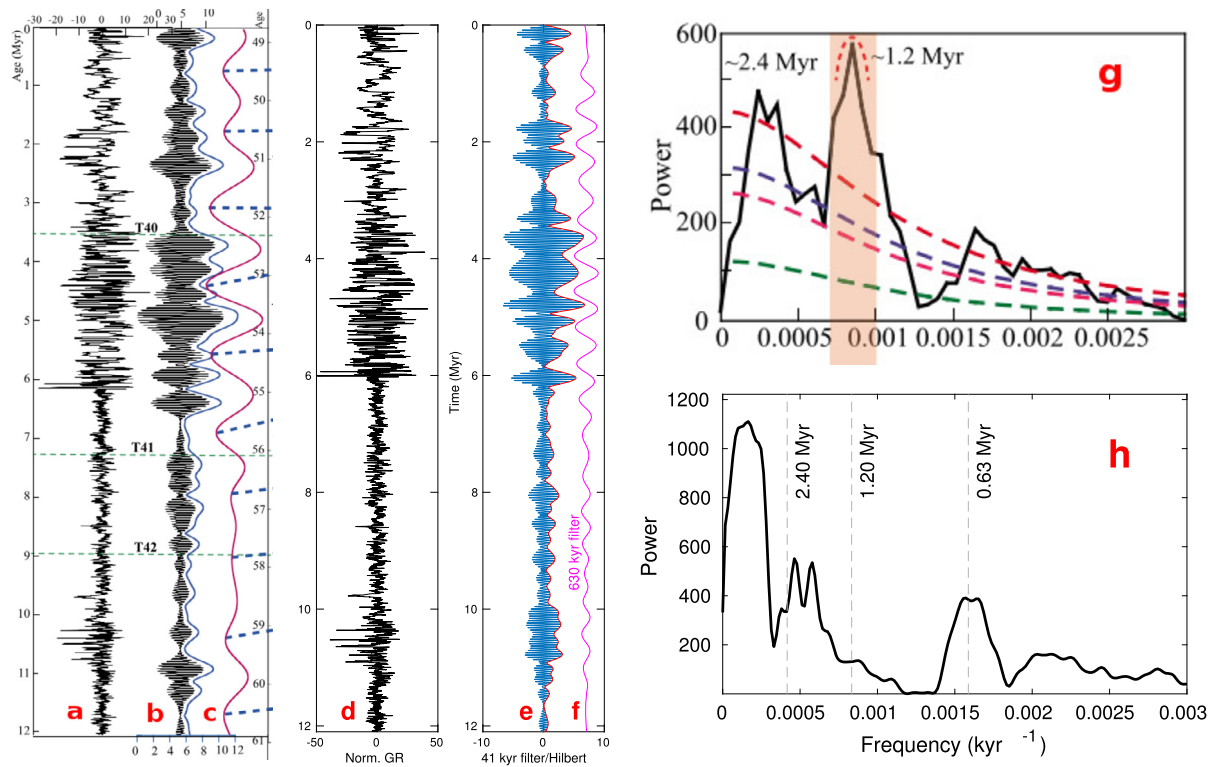 -30 -20 -10 0 10
20 0 5 10
Age
Age (Myr)
0
1
2
3
4
5
6
7
8
9
10
11
12
T40
T41
T42
49
50
51
52
53
54
55
56
57
58
59
60
61
a b c
0 2 4 6 8 10 12
0
2
4
6
8
10
12
d
-50 0 50
Norm. GR
Time (Myr)
0
2
4
6
8
10
12
630 kyr filter
e f
-10 0 10
41 kyr filter/Hilbert
600
400
200
0
Power
~2.4 Myr
~1.2 Myr
g
0 0.0005 0.001 0.0015 0.002 0.0025
1200
1000
800
600
400
200
Power
2.40 Myr
1.20 Myr
0.63 Myr
h
0 0.0005 0.001 0.0015 0.002 0.0025 0.003
Frequency (kyr -1)